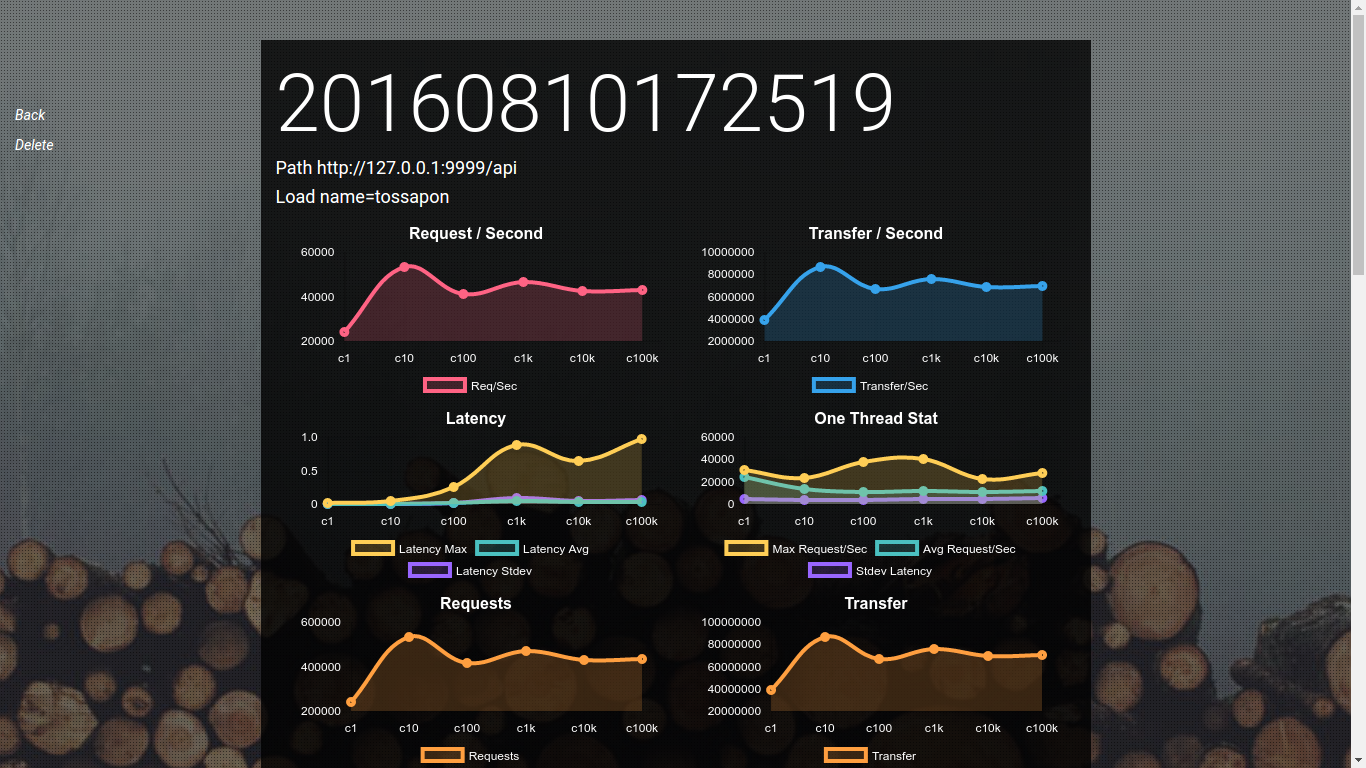 Back
Delete
20160810172519
Path http://127.0.0.1:9999/api
Load name=tossapon
Request / Second
60000
40000
20000
c1 c10 c100 c1k c10k c100k
Req/Sec
Transfer / Second
10000000
8000000
6000000
4000000
2000000
c1 c10 c100 c1k c10k c100k
Transfer/Sec
Latency
1.0
0.5
0
c1 c10 c100 c1k c10k c100k
Latency Max Latency Avg
Latency Stdev
One Thread Stat
60000
40000
20000
0
c1 c10 c100 c1k c10k c100k
Max Request/Sec Avg Request/Sec
Stdev Latency
Requests
600000
400000
200000
c1 c10 c100 c1k c10k c100k
Requests
Transfer
100000000
80000000
60000000
40000000
20000000
c1 c10 c100 c1k c10k c100k
Transfer